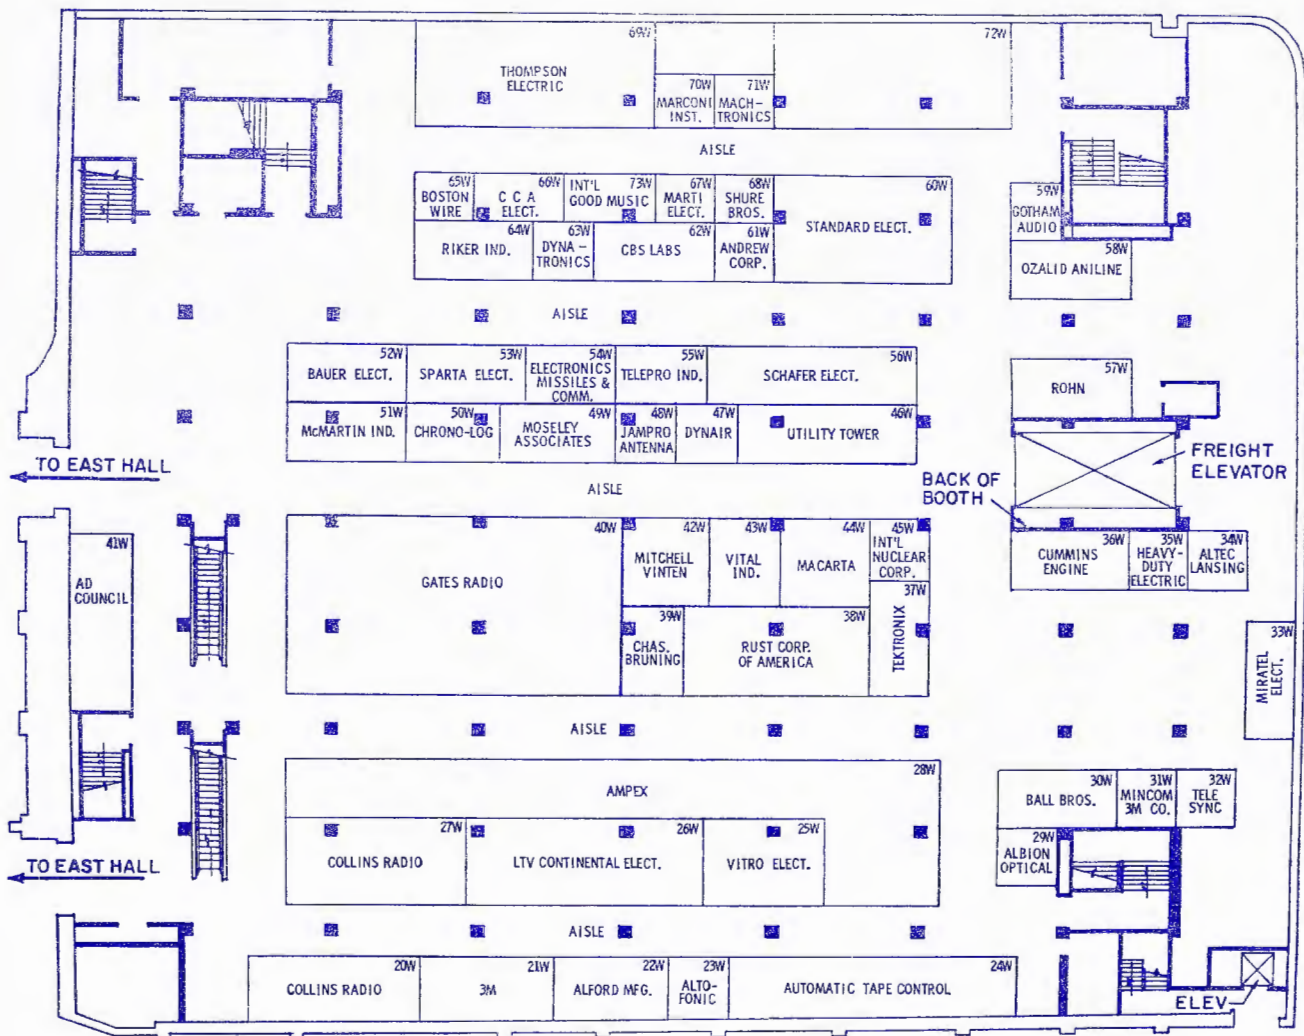 69W
72W
THOMPSON
ELECTRIC
70W
MARCONI
INST.
71W
MACH-
TRONICS
AISLE
65W
BOSTON
WIRE
66W
C C A
ELECT.
73W
INT'L
GOOD MUSIC
67W
MARTI
ELECT.
68W
SHURE
BROS.
60W
STANDARD ELECT.
59W
GOTHAM
AUDIO
64W
RIKER IND.
63W
DYNA-
TRONICS
62W
CBS LABS
61W
ANDREW
CORP.
58W
OZALID ANILINE
AISLE
52W
BAUER ELECT.
53W
SPARTA ELECT.
54W
ELECTRONICS
MISSILES &
COMM.
55W
TELEPRO IND.
56W
SCHAFER ELECT.
57W
ROHN
51W
McMARTIN IND.
50W
CHRONO-LOG
49W
MOSELEY
ASSOCIATES
48W
JAMPRO
ANTENNA
47W
DYNAIR
46W
UTILITY TOWER
TO EAST HALL
FREIGHT
ELEVATOR
BACK OF
BOOTH
AISLE
41W
AD
COUNCIL
40W
GATES RADIO
42W
MITCHELL
VINTEN
43W
VITAL
IND.
44W
MACARTA
45W
INT'L
NUCLEAR
CORP.
36W
CUMMINS
ENGINE
35W
HEAVY-
DUTY
ELECTRIC
34W
ALTEC
LANSING
39W
CHAS.
BRUNING
38W
RUST CORP.
OF AMERICA
37W
TEKTRONIX
33W
MIRATEL
ELECT.
AISLE
28W
AMPEX
30W
BALL BROS.
31W
MINCOM
3M CO.
32W
TELE
SYNC
27W
COLLINS RADIO
26W
LTV CONTINENTAL ELECT.
25W
VITRO ELECT.
29W
ALBION
OPTICAL
TO EAST HALL
AISLE
20W
COLLINS RADIO
21W
3M
22W
ALFORD MFG.
23W
ALTO-
FONIC
24W
AUTOMATIC TAPE CONTROL
ELEV